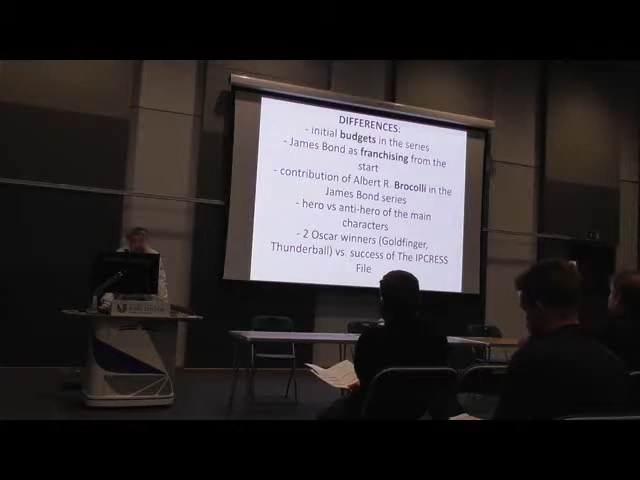 DIFFERENCES:
- initial budgets in the series
- James Bond as franchising from the
start
- contribution of Albert R. Brocolli in the
James Bond series
- hero vs anti-hero of the main
characters
- 2 Oscar winners (Goldfinger,
Thunderball) vs. success of The IPCRESS
File